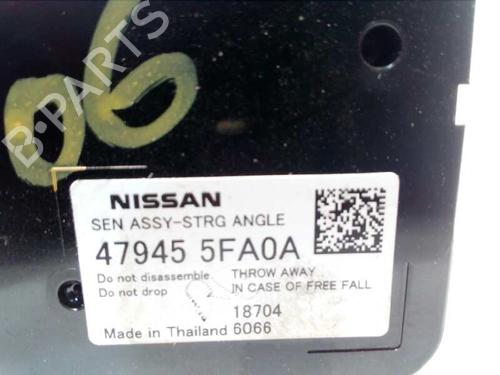 06
B-PARTS
NISSAN
SEN ASSY-STRG ANGLE
47945 5FA0A
Do not disassemble. THROW AWAY
Do not drop IN CASE OF FREE FALL
18704
Made in Thailand 6066